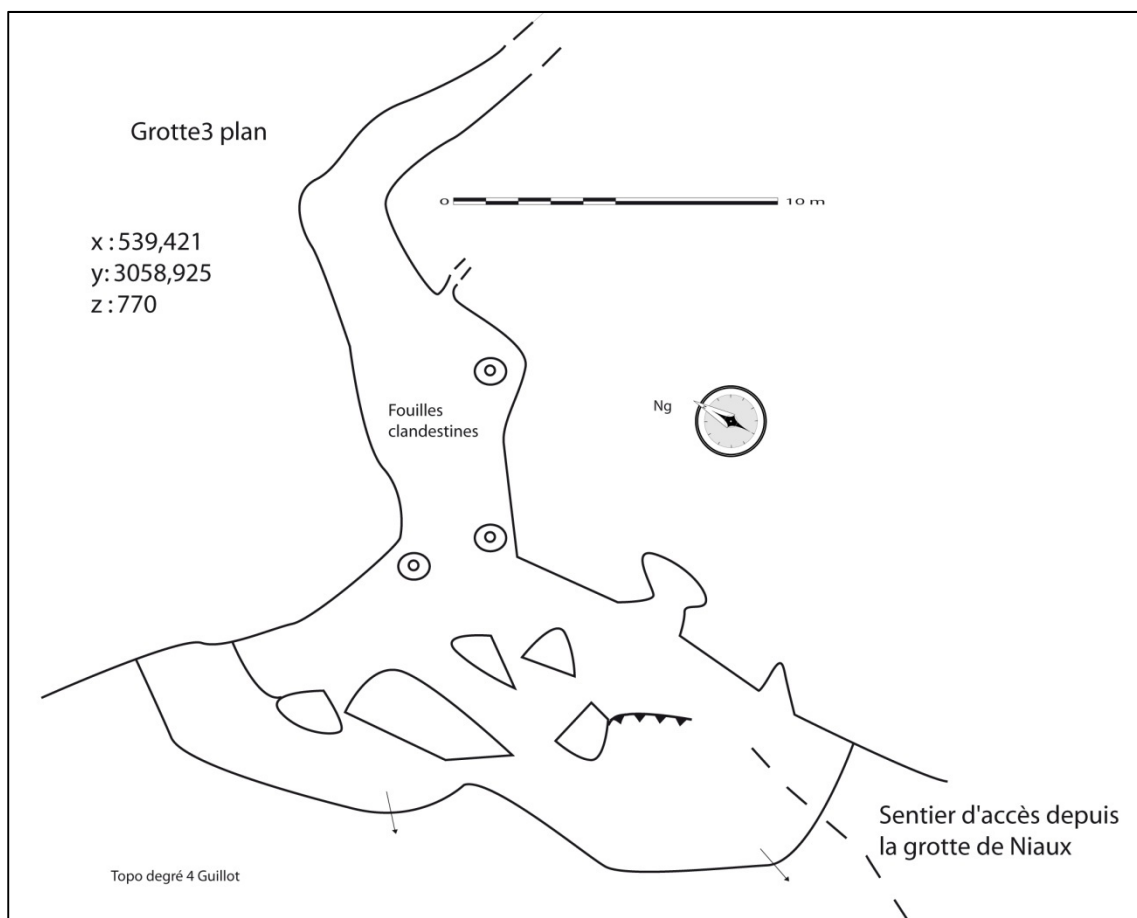 Grotte3 plan
0 10 m
x : 539,421
y: 3058,925
z : 770
Ng
Fouilles
clandestines
Sentier d'accès depuis
la grotte de Niaux
Topo degré 4 Guillot